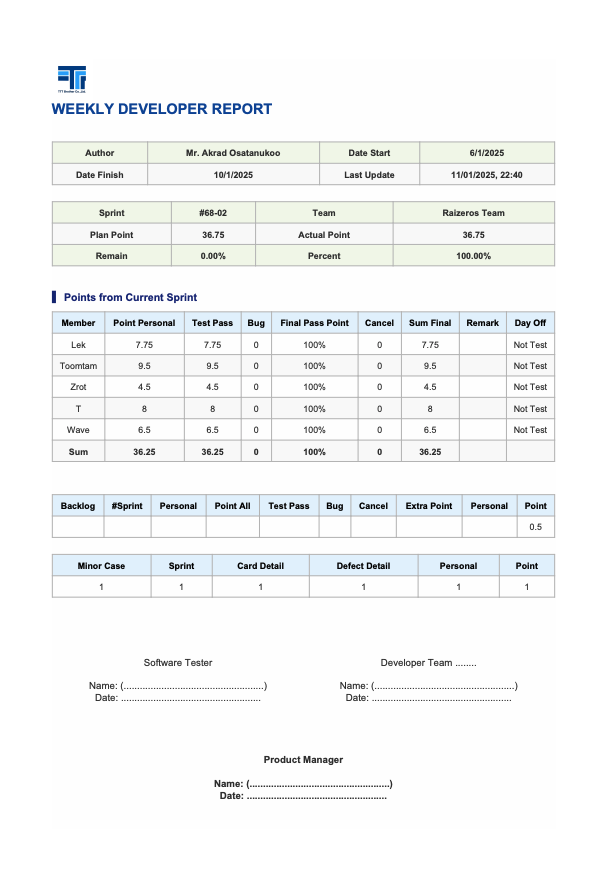 TTT Brother Co.,Ltd.
WEEKLY DEVELOPER REPORT
Author Mr. Akrad Osatanukoo Date Start 6/1/2025
Date Finish 10/1/2025 Last Update 11/01/2025, 22:40
Sprint #68-02 Team Raizeros Team
Plan Point 36.75 Actual Point 36.75
Remain 0.00% Percent 100.00%
Points from Current Sprint
Member Point Personal Test Pass Bug Final Pass Point Cancel Sum Final Remark Day Off
Lek 7.75 7.75 0 100% 0 7.75 Not Test
Toomtam 9.5 9.5 0 100% 0 9.5 Not Test
Zrot 4.5 4.5 0 100% 0 4.5 Not Test
T 8 8 0 100% 0 8 Not Test
Wave 6.5 6.5 0 100% 0 6.5 Not Test
Sum 36.25 36.25 0 100% 0 36.25
Backlog #Sprint Personal Point All Test Pass Bug Cancel Extra Point Personal Point
0.5
Minor Case Sprint Card Detail Defect Detail Personal Point
1 1 1 1 1 1
Software Tester Developer Team ........
Name: (.....................................................) Name: (.....................................................)
Date: ..................................................... Date: .....................................................
Product Manager
Name: (.....................................................)
Date: .....................................................